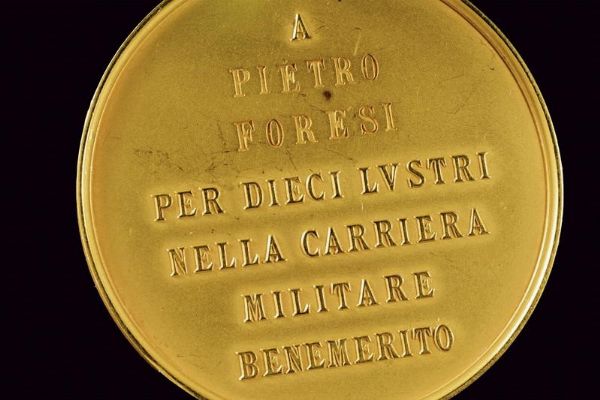 A
PIETRO
FORESI
PER DIECI LVSTRI
NELLA CARRIERA
MILITARE
BENEMERITO